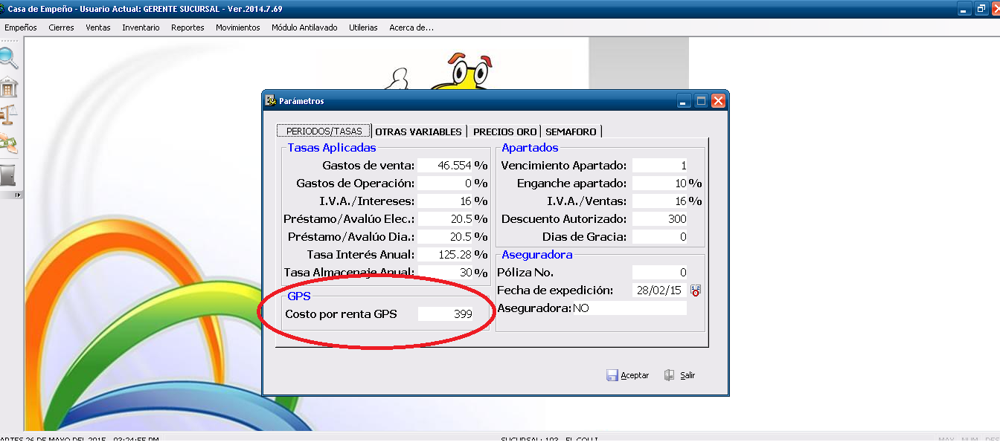 Casa de Empeño - Usuario Actual: GERENTE SUCURSAL - Ver.2014.7.69
Empeños Cierres Ventas Inventario Reportes Movimientos Módulo Antilavado Utilerias Acerca de...
Parámetros
PERIODOS/TASAS OTRAS VARIABLES PRECIOS ORO SEMAFORO
Tasas Aplicadas
Gastos de venta: 46.554 %
Gastos de Operación: 0 %
I.V.A./Intereses: 16 %
Préstamo/Avalúo Elec.: 20.5 %
Préstamo/Avalúo Dia.: 20.5 %
Tasa Interés Anual: 125.28 %
Tasa Almacenaje Anual: 30 %
GPS
Costo por renta GPS 399
Apartados
Vencimiento Apartado: 1
Enganche apartado: 10 %
I.V.A./Ventas: 16 %
Descuento Autorizado: 300
Dias de Gracia: 0
Aseguradora
Póliza No. 0
Fecha de expedición: 28/02/15
Aseguradora: NO
Aceptar Salir
26 DE MAYO DEL 2015 03:24:55 PM SUCURSAL: 103 MAY NUM DES